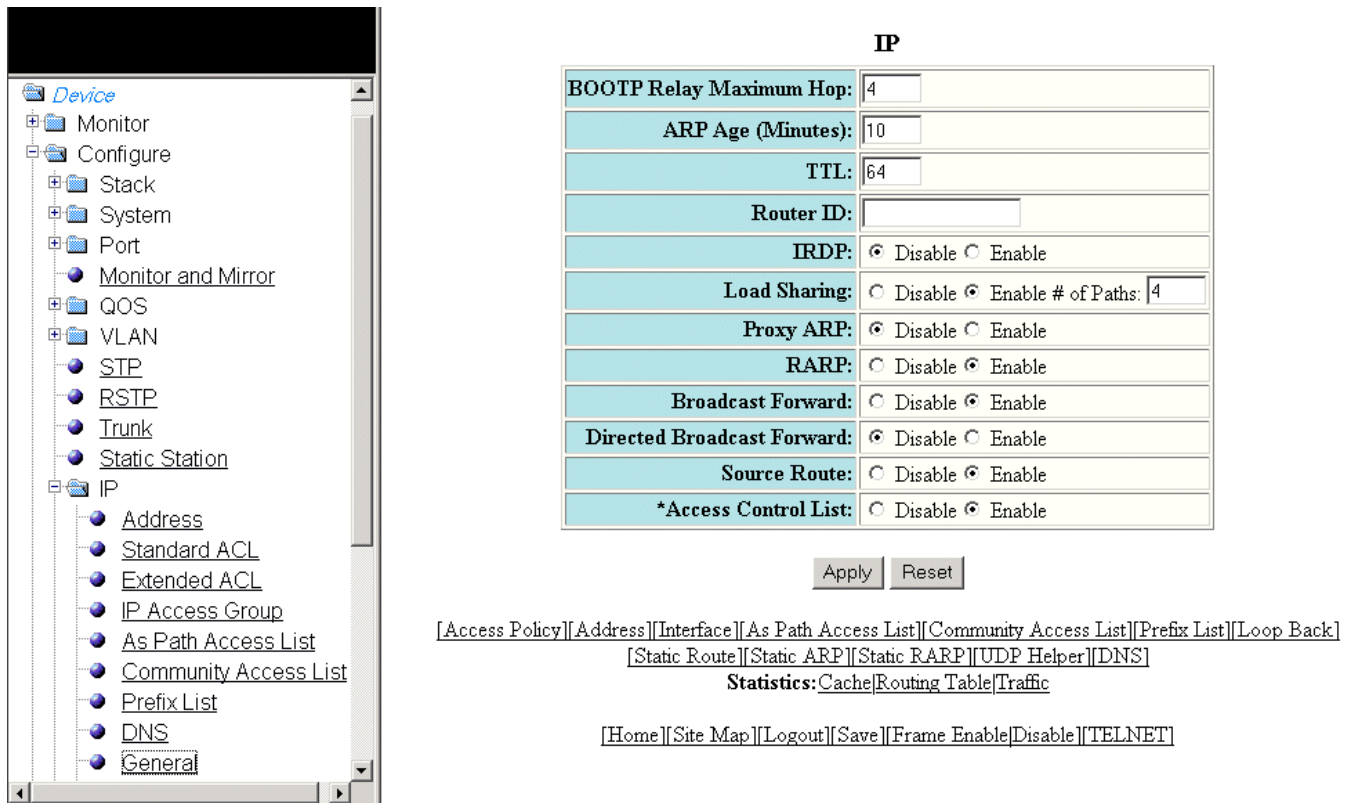 Device
Monitor
Configure
Stack
System
Port
Monitor and Mirror
QOS
VLAN
STP
RSTP
Trunk
Static Station
IP
Address
Standard ACL
Extended ACL
IP Access Group
As Path Access List
Community Access List
Prefix List
DNS
General
IP
BOOTP Relay Maximum Hop: 4
ARP Age (Minutes): 10
TTL: 64
Router ID:
IRDP: Disable Enable
Load Sharing: Disable Enable # of Paths: 4
Proxy ARP: Disable Enable
RARP: Disable Enable
Broadcast Forward: Disable Enable
Directed Broadcast Forward: Disable Enable
Source Route: Disable Enable
*Access Control List: Disable Enable
Apply Reset
[Access Policy][Address][Interface][As Path Access List][Community Access List][Prefix List][Loop Back]
[Static Route][Static ARP][Static RARP][UDP Helper][DNS]
Statistics: Cache|Routing Table|Traffic
[Home][Site Map][Logout][Save][Frame Enable|Disable][TELNET]